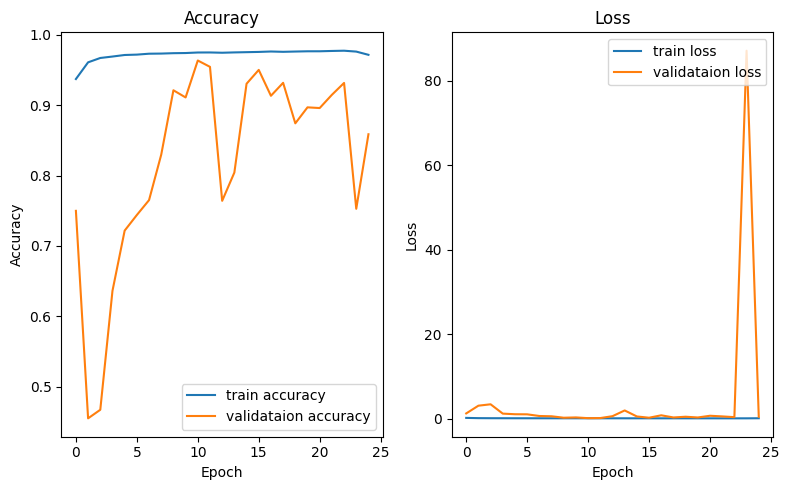 Accuracy
1.0
0.9
0.8
0.7
0.6
0.5
Accuracy
train accuracy
validataion accuracy
0 5 10 15 20 25
Epoch
Loss
80
60
40
20
0
Loss
train loss
validataion loss
0 5 10 15 20 25
Epoch